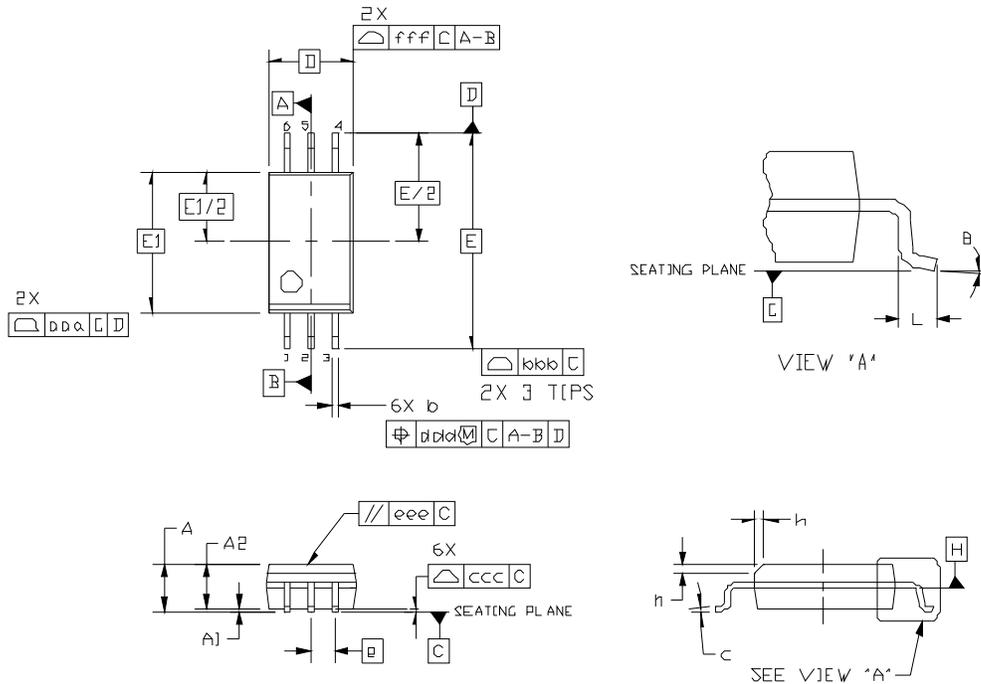 2X
fff C A-B
D
A
D
6 5 4
E1/2
E/2
E1
E
2X
aaa C D
1 2 3
B
bbb C
2X 3 TIPS
6X b
ddd M C A-B D
SEATING PLANE
C
L
VIEW "A"
// eee C
A
A2
6X
ccc C
SEATING PLANE
A1
e
C
h
H
h
c
SEE VIEW "A"